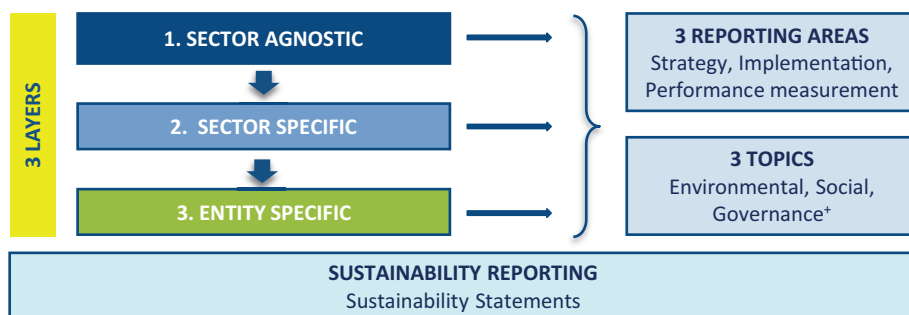 3 LAYERS
1. SECTOR AGNOSTIC
2. SECTOR SPECIFIC
3. ENTITY SPECIFIC
3 REPORTING AREAS
Strategy, Implementation,
Performance measurement
3 TOPICS
Environmental, Social,
Governance+
SUSTAINABILITY REPORTING
Sustainability Statements